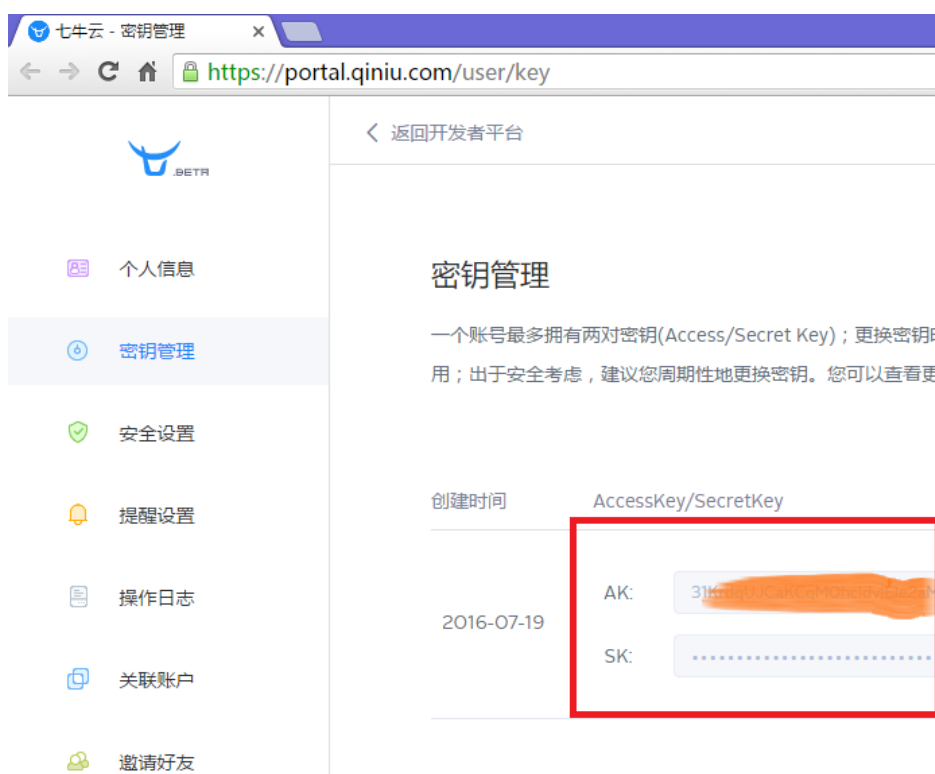 七牛云 - 密钥管理
https://portal.qiniu.com/user/key
返回开发者平台
.BETA
个人信息
密钥管理
安全设置
提醒设置
操作日志
关联账户
邀请好友
密钥管理
一个账号最多拥有两对密钥(Access/Secret Key)；更换密钥
用；出于安全考虑，建议您周期性地更换密钥。您可以查看更
创建时间 AccessKey/SecretKey
2016-07-19
AK:
SK: